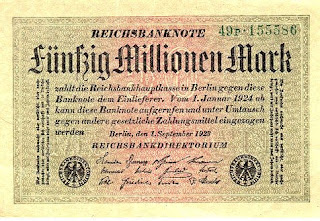 REICHSBANKNOTE
49P·155586
Fünfzig Millionen Mark
zahlt die Reichsbankhauptkasse in Berlin gegen diese
Banknote dem Einlieferer. Vom 1. Januar 1924 ab
kann diese Banknote aufgerufen und unter Umtausch
gegen andere gesetzliche Zahlungsmittel eingezogen
werden
Berlin, den 1. September 1923
REICHSBANKDIREKTORIUM